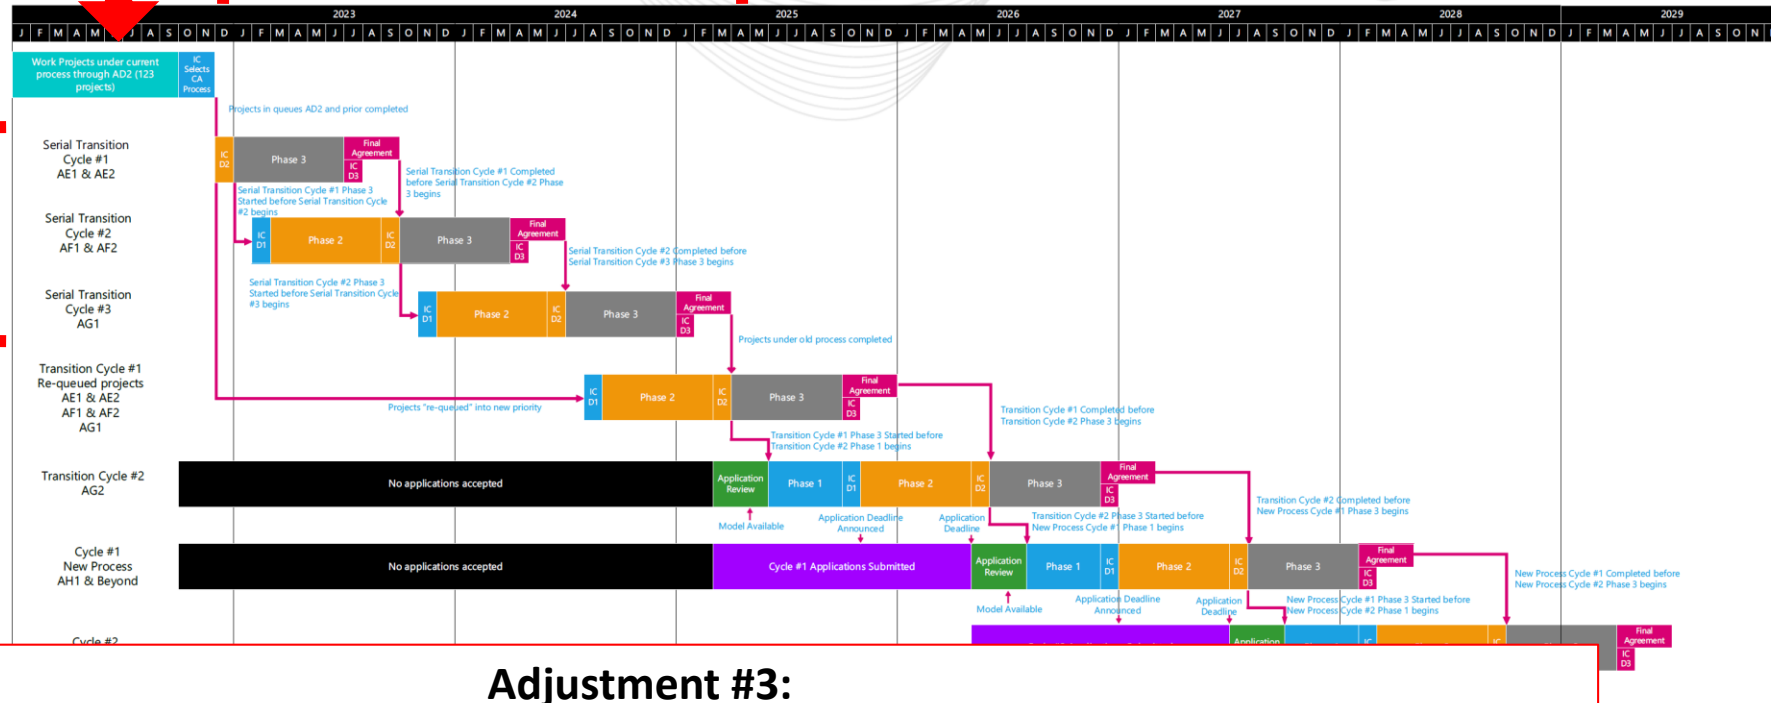 2023 2024 2025 2026 2027 2028 2029
J F M A M J A S O N D J F M A M J J A S O N D J F M A M J J A S O N D J F M A M J J A S O N D J F M A M J J A S O N D J F M A M J J A S O N D J F M A M J J A S O N D J F M A M J J A S O N
Work Projects under current
process through AD2 (123
projects)
IC
Selects
CA
Process
Projects in queues AD2 and prior completed
Serial Transition
Cycle #1
AE1 & AE2
IC
D2
Phase 3
Final
Agreement
IC
D3
Serial Transition Cycle #1 Completed
before Serial Transition Cycle #2 Phase
3 begins
Serial Transition Cycle #1 Phase 3
Started before Serial Transition Cycle
#2 begins
Serial Transition
Cycle #2
AF1 & AF2
IC
D1
Phase 2
IC
D2
Phase 3
Final
Agreement
IC
D3
Serial Transition Cycle #2 Completed before
Serial Transition Cycle #3 Phase 3 begins
Serial Transition Cycle #2 Phase 3
Started before Serial Transition Cycle
#3 begins
Serial Transition
Cycle #3
AG1
IC
D1
Phase 2
IC
D2
Phase 3
Final
Agreement
IC
D3
Projects under old process completed
Transition Cycle #1
Re-queued projects
AE1 & AE2
AF1 & AF2
AG1
Projects "re-queued" into new priority
IC
D1
Phase 2
IC
D2
Phase 3
Final
Agreement
IC
D3
Transition Cycle #1 Completed before
Transition Cycle #2 Phase 3 begins
Transition Cycle #1 Phase 3 Started before
Transition Cycle #2 Phase 1 begins
Transition Cycle #2
AG2
No applications accepted
Application
Review
Phase 1
IC
D1
Phase 2
IC
D2
Phase 3
Final
Agreement
IC
D3
Transition Cycle #2 Completed before
New Process Cycle #1 Phase 3 begins
Model Available
Application Deadline
Announced
Application
Deadline
Transition Cycle #2 Phase 3 Started before
New Process Cycle #1 Phase 1 begins
Cycle #1
New Process
AH1 & Beyond
No applications accepted
Cycle #1 Applications Submitted
Application
Review
Phase 1
IC
D1
Phase 2
IC
D2
Phase 3
Final
Agreement
IC
D3
New Process Cycle #1 Completed before
New Process Cycle #2 Phase 3 begins
Model Available
Application Deadline
Announced
Application
Deadline
New Process Cycle #1 Phase 3 Started before
New Process Cycle #2 Phase 1 begins
Cycle #2
Application
IC
IC
Final
Agreement
IC
D3
Adjustment #3: